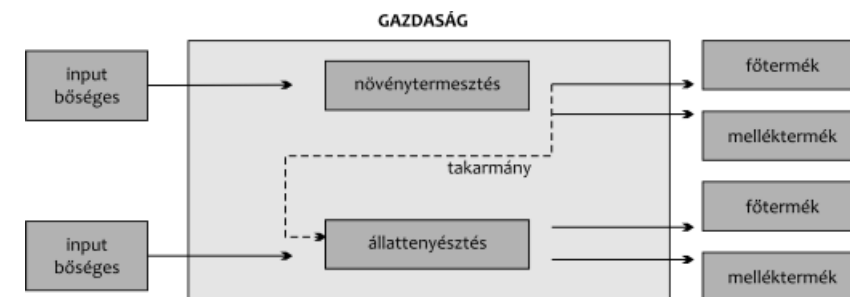 GAZDASÁG
input
bőséges
növénytermesztés
főtermék
melléktermék
takarmány
input
bőséges
állattenyésztés
főtermék
melléktermék